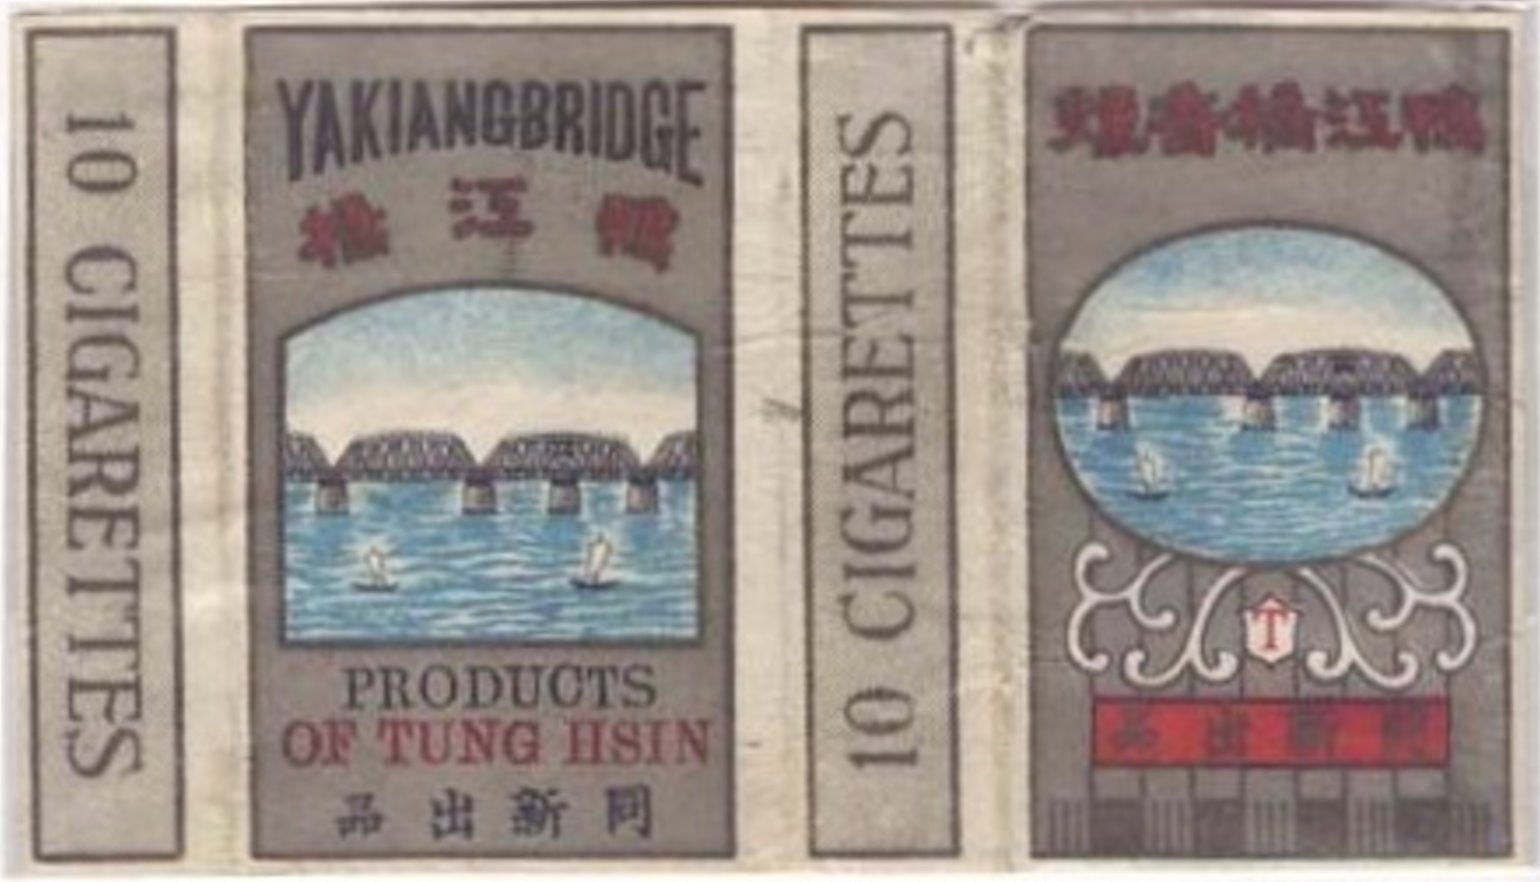 10 CIGARETTES
YAKIANGBRIDGE
鴨江橋
PRODUCTS
OF TUNG HSIN
同新出品
10 CIGARETTES
鴨江橋香煙
T
同新出品